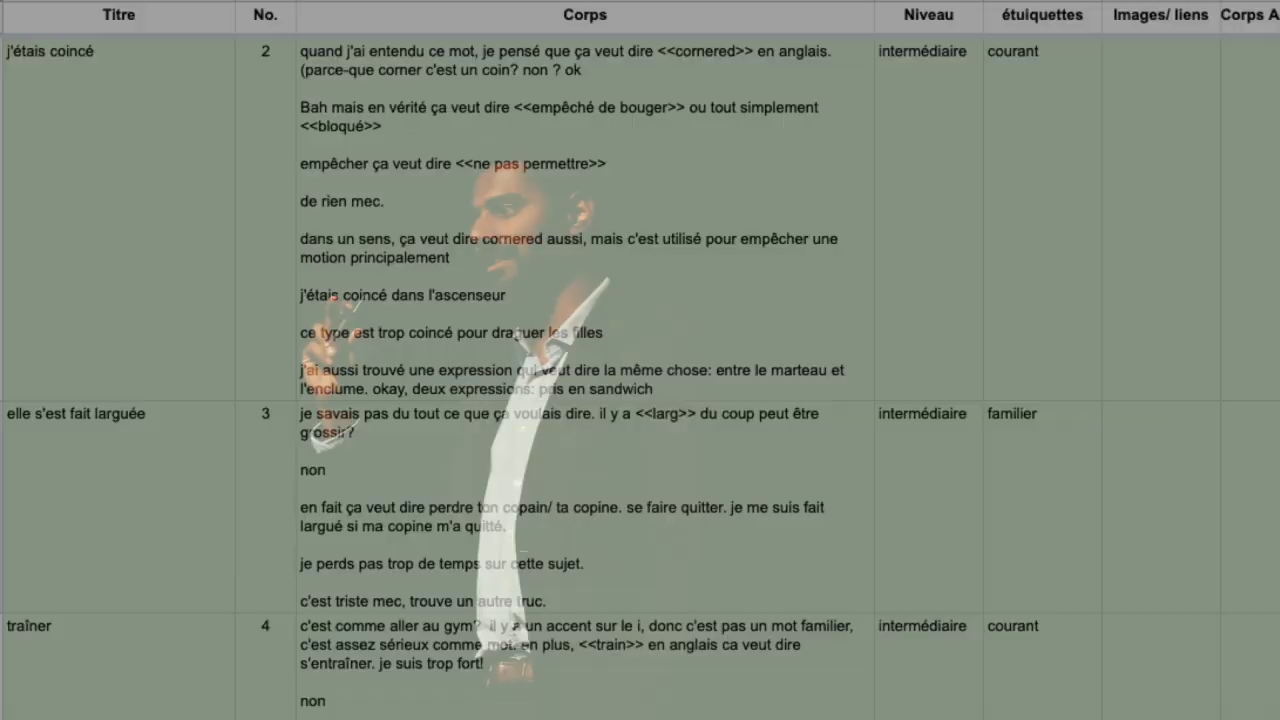 Titre No. Corps Niveau étuiquettes Images/ liens Corps A
j'étais coincé 2 quand j'ai entendu ce mot, je pensé que ça veut dire <<cornered>> en anglais. intermédiaire courant
(parce-que corner c'est un coin? non ? ok
Bah mais en vérité ça veut dire <<empêché de bouger>> ou tout simplement
<<bloqué>>
empêcher ça veut dire <<ne pas permettre>>
de rien mec.
dans un sens, ça veut dire cornered aussi, mais c'est utilisé pour empêcher une
motion principalement
j'étais coincé dans l'ascenseur
ce type est trop coincé pour draguer les filles
j'ai aussi trouvé une expression qui veut dire la même chose: entre le marteau et
l'enclume. okay, deux expressions: pris en sandwich
elle s'est fait larguée 3 je savais pas du tout ce que ça voulais dire. il y a <<larg>> du coup peut être intermédiaire familier
grossir?
non
en fait ça veut dire perdre ton copain/ ta copine. se faire quitter. je me suis fait
largué si ma copine m'a quitté.
je perds pas trop de temps sur cette sujet.
c'est triste mec, trouve un autre truc.
traîner 4 c'est comme aller au gym? il y a un accent sur le i, donc c'est pas un mot familier, intermédiaire courant
c'est assez sérieux comme mot. en plus, <<train>> en anglais ca veut dire
s'entraîner. je suis trop fort!
non